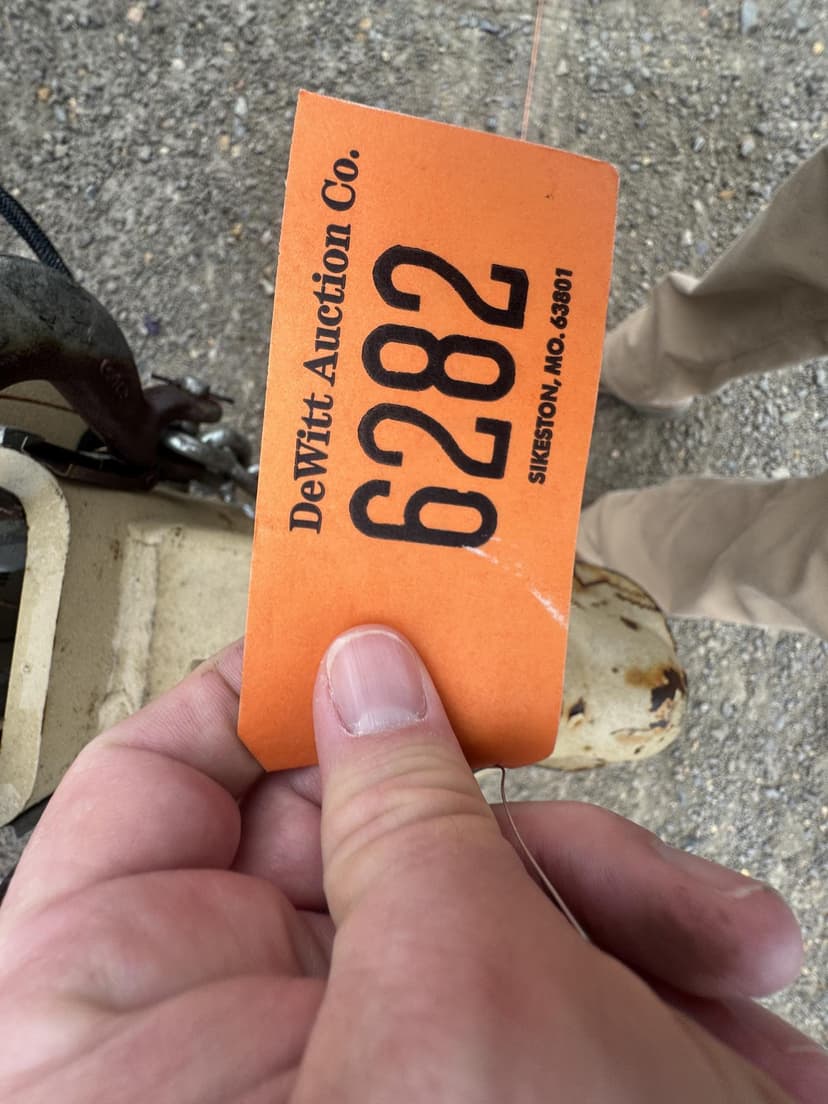 DeWitt Auction Co.
6282
SIKESTON, MO. 63801